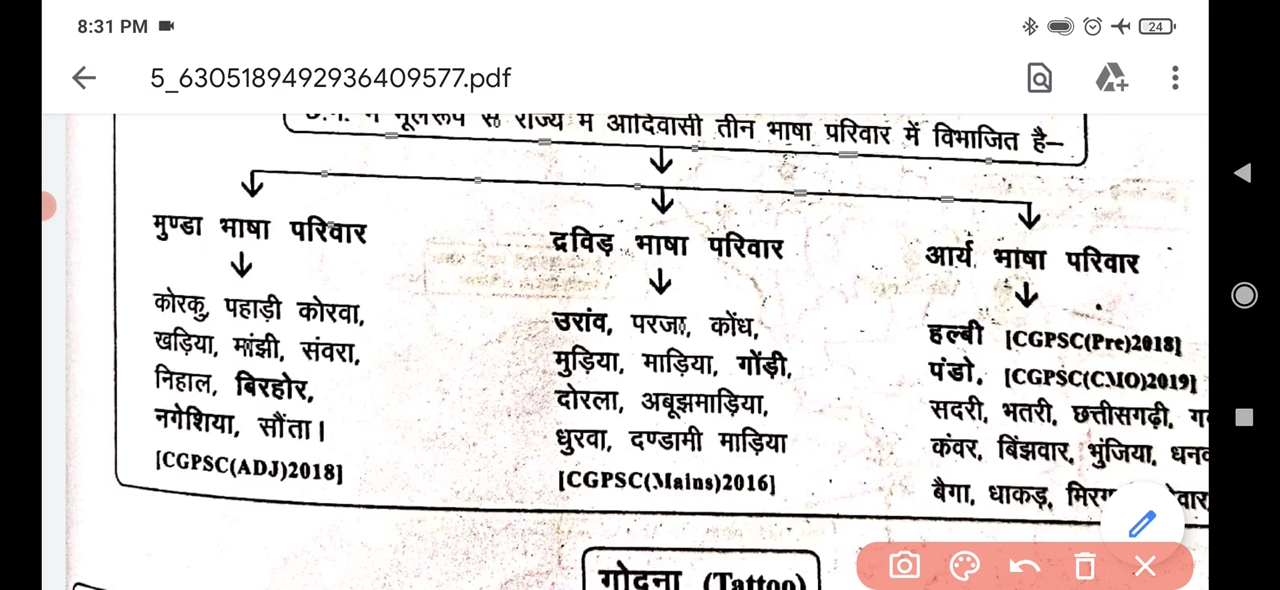 8:31 PM
24
5_6305189492936409577.pdf
में मूलरूप से राज्य में आदिवासी तीन भाषा परिवार में विभाजित है–
मुण्डा भाषा परिवार
कोरकु, पहाड़ी कोरवा,
खड़िया, मांझी, संवरा,
निहाल, बिरहोर,
नगेशिया, सौंता।
[CGPSC(ADJ)2018]
द्रविड़ भाषा परिवार
उरांव, परजा, कोंध,
मुड़िया, माड़िया, गोंड़ी,
दोरला, अबूझमाड़िया,
धुरवा, दण्डामी माड़िया
[CGPSC(Mains)2016]
आर्य भाषा परिवार
हल्बी [CGPSC(Pre)2018]
पंडो, [CGPSC(CMO)2019]
सदरी, भतरी, छत्तीसगढ़ी,
कंवर, बिंझवार, भुंजिया,
बैगा, धाकड़,
गोदना (Tattoo)